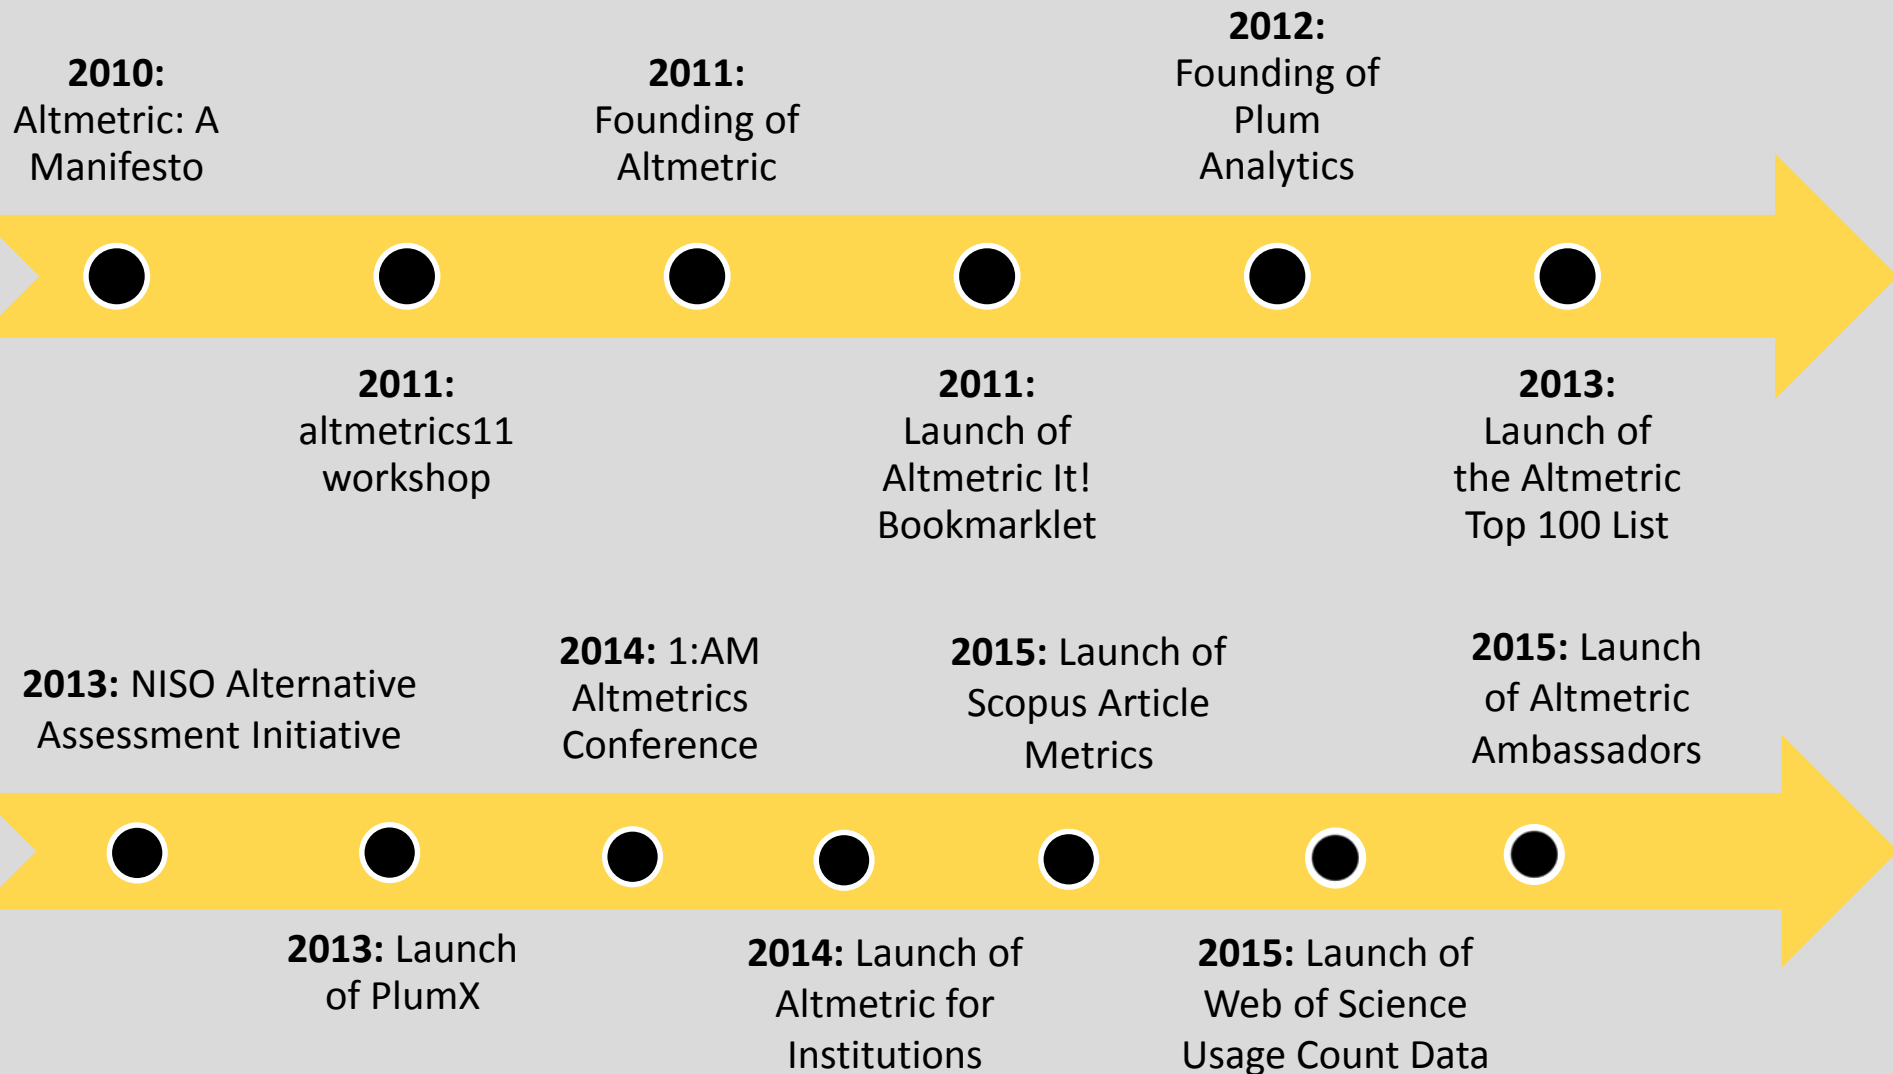 2010:
Altmetric: A
Manifesto
2011:
altmetrics11
workshop
2011:
Founding of
Altmetric
2011:
Launch of
Altmetric It!
Bookmarklet
2012:
Founding of
Plum
Analytics
2013:
Launch of
the Altmetric
Top 100 List
2013: NISO Alternative
Assessment Initiative
2013: Launch
of PlumX
2014: 1:AM
Altmetrics
Conference
2014: Launch of
Altmetric for
Institutions
2015: Launch of
Scopus Article
Metrics
2015: Launch of
Web of Science
Usage Count Data
2015: Launch
of Altmetric
Ambassadors